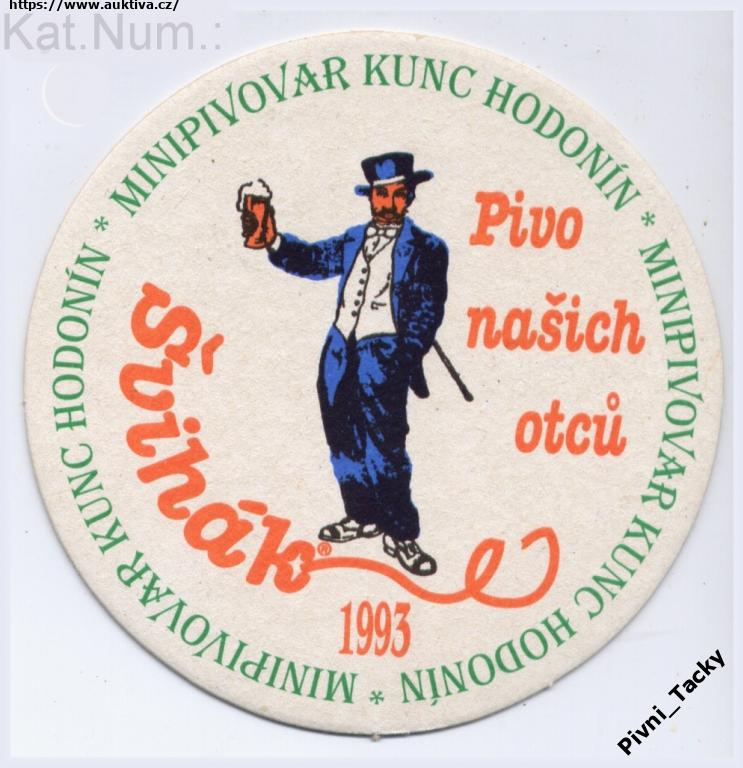 https://www.auktiva.cz/
Kat.Num.:
MINIPIVOVAR KUNC HODONÍN * MINIPIVOVAR KUNC HODONÍN * MINIPIVOVAR KUNC HODONÍN *
Pivo
našich
otců
Švihák®
1993
Pivni_Tacky